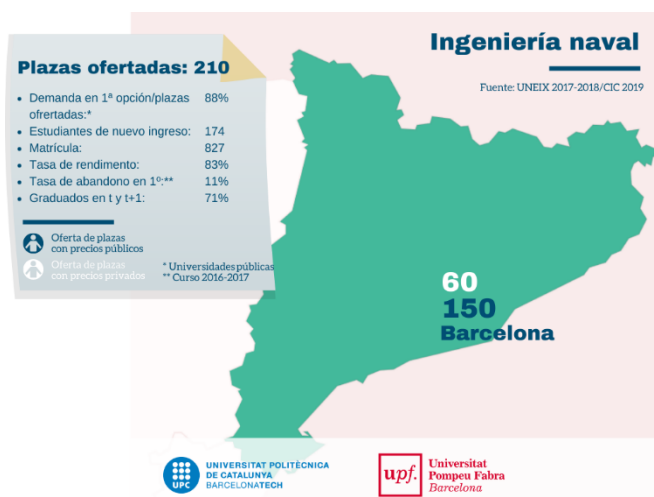 Ingeniería naval
Fuente: UNEIX 2017-2018/CIC 2019
Plazas ofertadas: 210
• Demanda en 1ª opción/plazas ofrertadas:* 88%
• Estudiantes de nuevo ingreso: 174
• Matrícula: 827
• Tasa de rendimento: 83%
• Tasa de abandono en 1º:** 11%
• Graduados en t y t+1: 71%
Oferta de plazas
con precios públicos
Oferta de plazas
con precios privados
* Universidades públicas
** Curso 2016-2017
60
150
Barcelona
UPC
UNIVERSITAT POLITÈCNICA
DE CATALUNYA
BARCELONATECH
upf.
Universitat
Pompeu Fabra
Barcelona